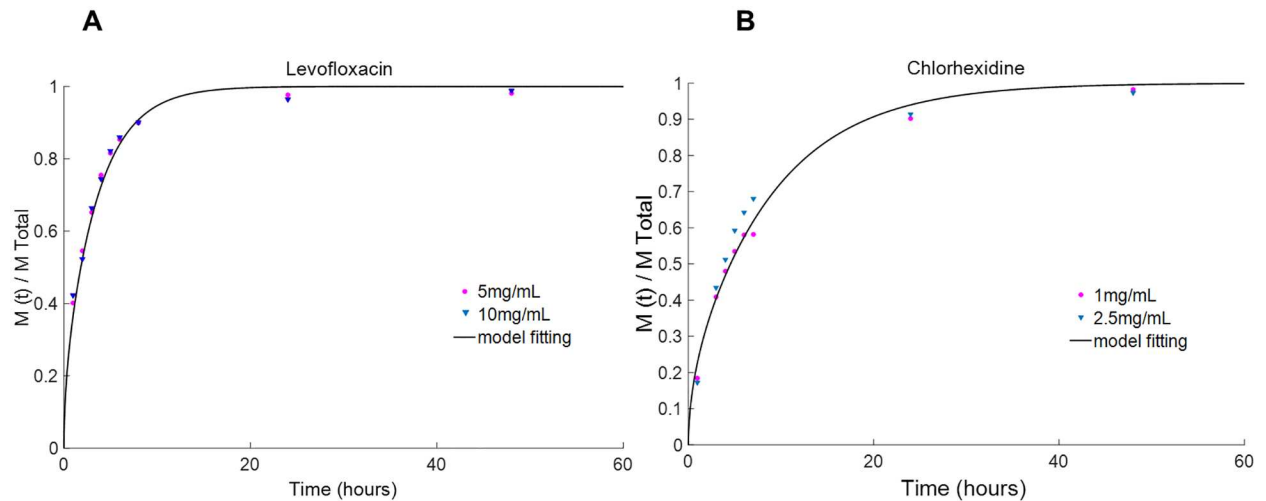 A
Levofloxacin
1
0.8
0.6
0.4
0.2
0
M (t) / M Total
0 20 40 60
Time (hours)
5mg/mL
10mg/mL
model fitting
B
Chlorhexidine
1
0.9
0.8
0.7
0.6
0.5
0.4
0.3
0.2
0.1
0
M (t) / M Total
0 20 40 60
Time (hours)
1mg/mL
2.5mg/mL
model fitting